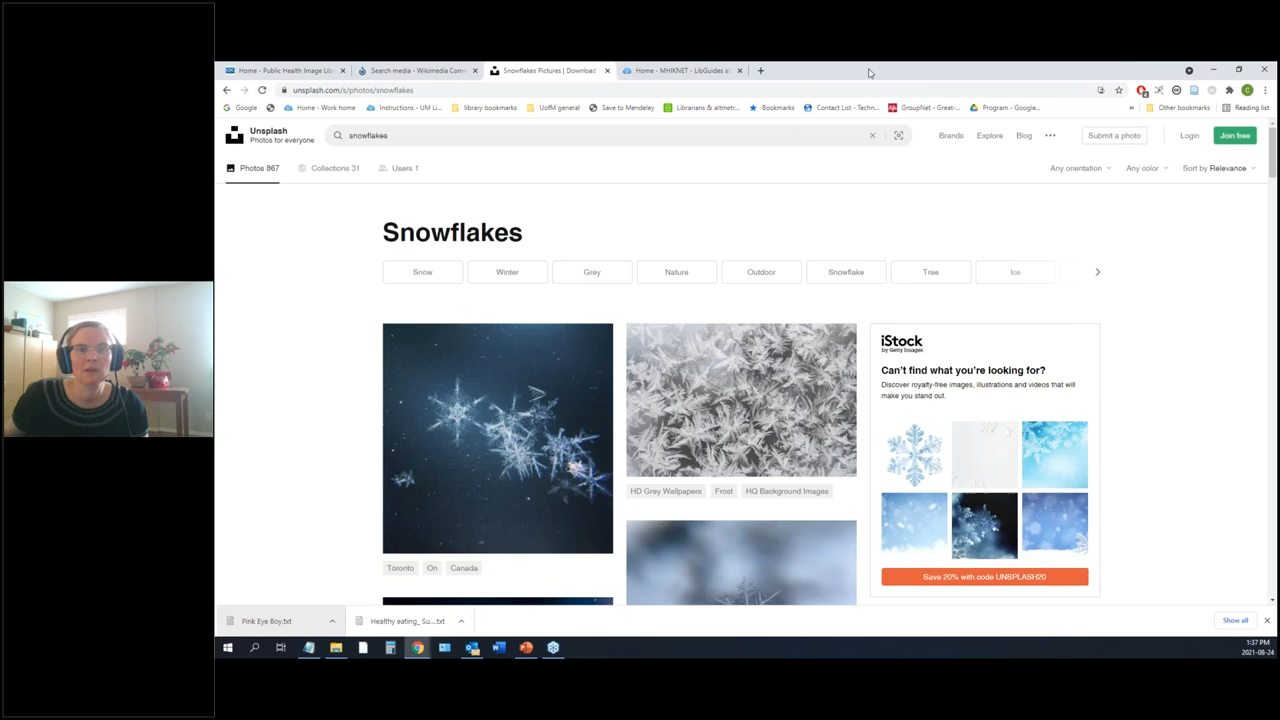 Home - Public Health Image Lib
Search media - Wikimedia Com
Snowflakes Pictures | Download
Home - MHIKNET - LibGuides at
unsplash.com/s/photos/snowflakes
Google
Home - Work home
Instructions - UM Li...
library bookmarks
UofM general
Save to Mendeley
Librarians & altmetr...
Bookmarks
Contact List - Techn...
GroupNet - Great-...
Program - Google...
»
Other bookmarks
Reading list
Unsplash
Photos for everyone
snowflakes
Brands
Explore
Blog
Submit a photo
Login
Join free
Photos 867
Collections 31
Users 1
Any orientation
Any color
Sort by Relevance
Snowflakes
Snow
Winter
Grey
Nature
Outdoor
Snowflake
Tree
Ice
iStock
by Getty Images
Can't find what you're looking for?
Discover royalty-free images, illustrations and videos that will
make you stand out.
HD Grey Wallpapers
Frost
HQ Background Images
Toronto
On
Canada
Save 20% with code UNSPLASH20
Pink Eye Boy.txt
Healthy eating_ Su....txt
Show all
1:37 PM
2021-08-24